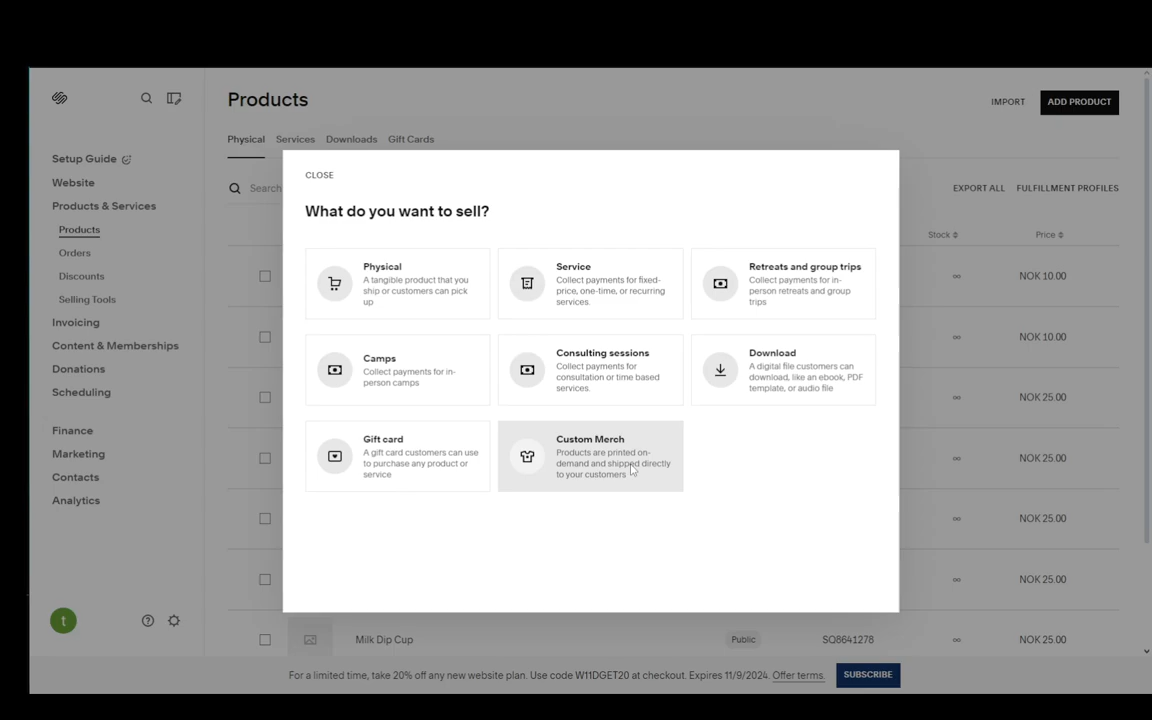 Products
IMPORT
ADD PRODUCT
Physical
Services
Downloads
Gift Cards
Setup Guide
Website
Products & Services
Products
Orders
Discounts
Selling Tools
Invoicing
Content & Memberships
Donations
Scheduling
Finance
Marketing
Contacts
Analytics
t
Search
EXPORT ALL
FULFILLMENT PROFILES
Stock
Price
CLOSE
What do you want to sell?
Physical
A tangible product that you
ship or customers can pick
up
Service
Collect payments for fixed-
price, one-time, or recurring
services.
Retreats and group trips
Collect payments for in-
person retreats and group
trips
Camps
Collect payments for in-
person camps
Consulting sessions
Collect payments for
consultation or time based
services.
Download
A digital file customers can
download, like an ebook, PDF
template, or audio file
Gift card
A gift card customers can use
to purchase any product or
service
Custom Merch
Products are printed on-
demand and shipped directly
to your customers
∞ NOK 10.00
∞ NOK 10.00
∞ NOK 25.00
∞ NOK 25.00
∞ NOK 25.00
∞ NOK 25.00
Milk Dip Cup Public SQ8641278 ∞ NOK 25.00
For a limited time, take 20% off any new website plan. Use code W11DGET20 at checkout. Expires 11/9/2024. Offer terms.
SUBSCRIBE